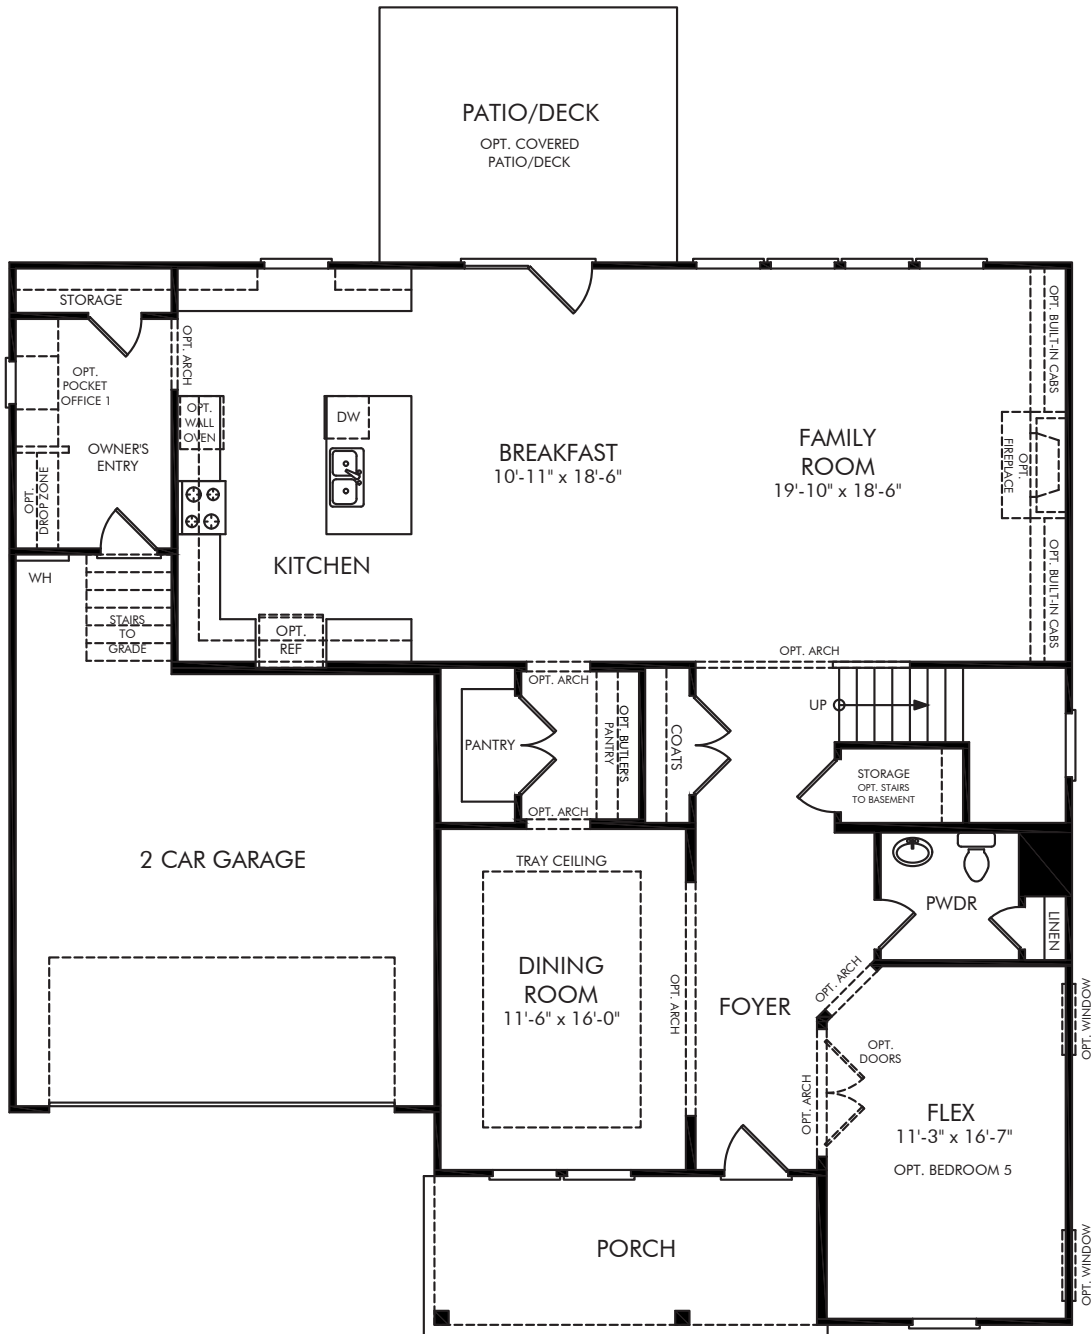 PATIO/DECK
OPT. COVERED
PATIO/DECK
STORAGE
OPT.
POCKET
OFFICE 1
OPT. ARCH
OWNER'S
ENTRY
OPT.
DROP ZONE
OPT.
WALL
OVEN
DW
KITCHEN
BREAKFAST
10'-11" x 18'-6"
FAMILY
ROOM
19'-10" x 18'-6"
OPT. BUILT-IN CABS
OPT.
FIREPLACE
OPT. BUILT-IN CABS
WH
STAIRS
TO
GRADE
OPT.
REF
OPT. ARCH
OPT. ARCH
PANTRY
OPT. BUTLER'S
PANTRY
COATS
UP
STORAGE
OPT. STAIRS
TO BASEMENT
OPT. ARCH
2 CAR GARAGE
TRAY CEILING
DINING
ROOM
11'-6" x 16'-0"
OPT. ARCH
FOYER
PWDR
LINEN
OPT. ARCH
OPT.
DOORS
OPT. ARCH
OPT. WINDOW
FLEX
11'-3" x 16'-7"
OPT. BEDROOM 5
PORCH
OPT. WINDOW